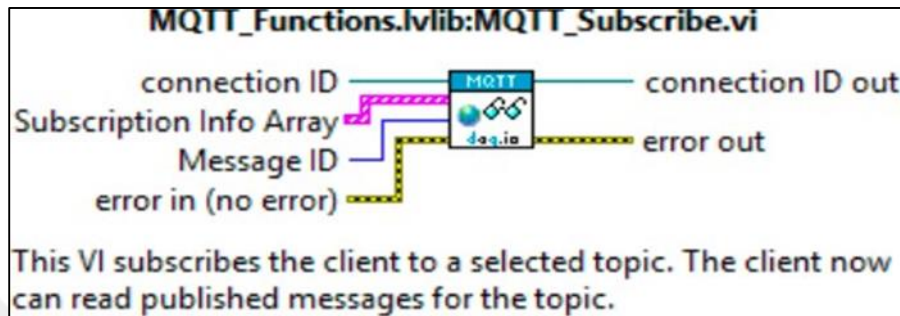 MQTT_Functions.lvlib:MQTT_Subscribe.vi
connection ID
MQTT
connection ID out
Subscription Info Array
daq.io
Message ID
error out
error in (no error)
This VI subscribes the client to a selected topic. The client now
can read published messages for the topic.